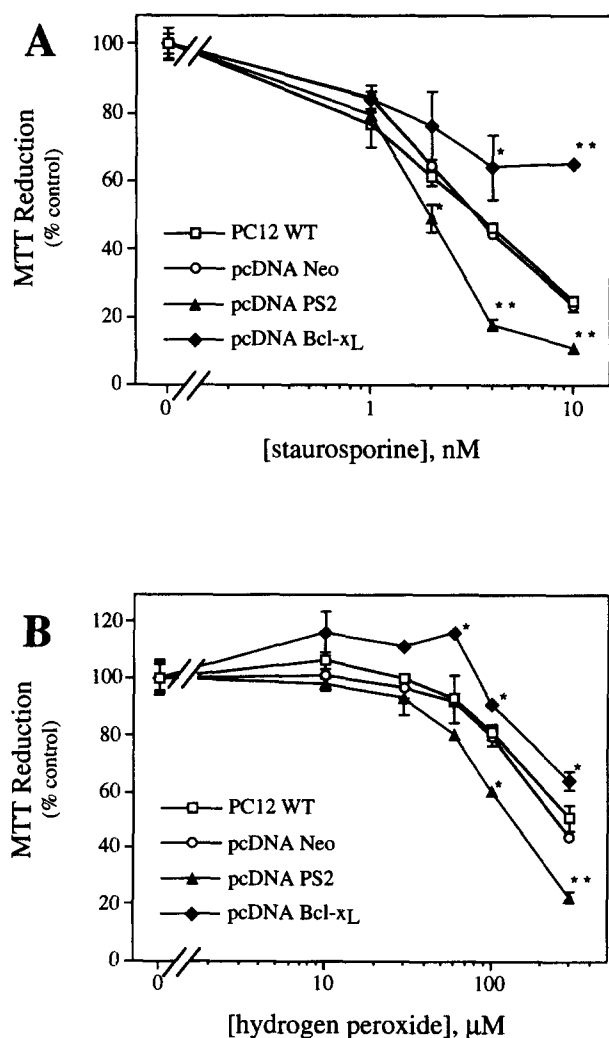 A
MTT Reduction
(% control)
100
80
60
40
20
0
PC12 WT
pcDNA Neo
pcDNA PS2
pcDNA Bcl-xL
*
**
*
**
**
0
1
10
[staurosporine], nM
B
MTT Reduction
(% control)
120
100
80
60
40
20
0
PC12 WT
pcDNA Neo
pcDNA PS2
pcDNA Bcl-xL
*
*
*
*
**
0
10
100
[hydrogen peroxide], μM